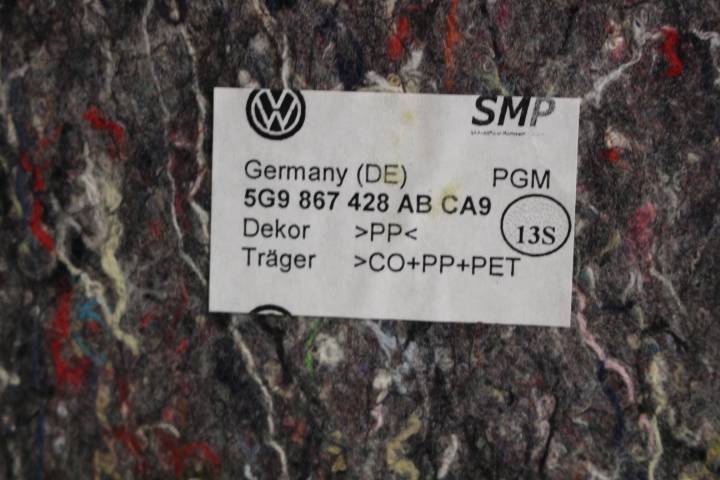 SMP
Germany (DE) PGM
5G9 867 428 AB CA9
Dekor >PP<
13S
Träger >CO+PP+PET